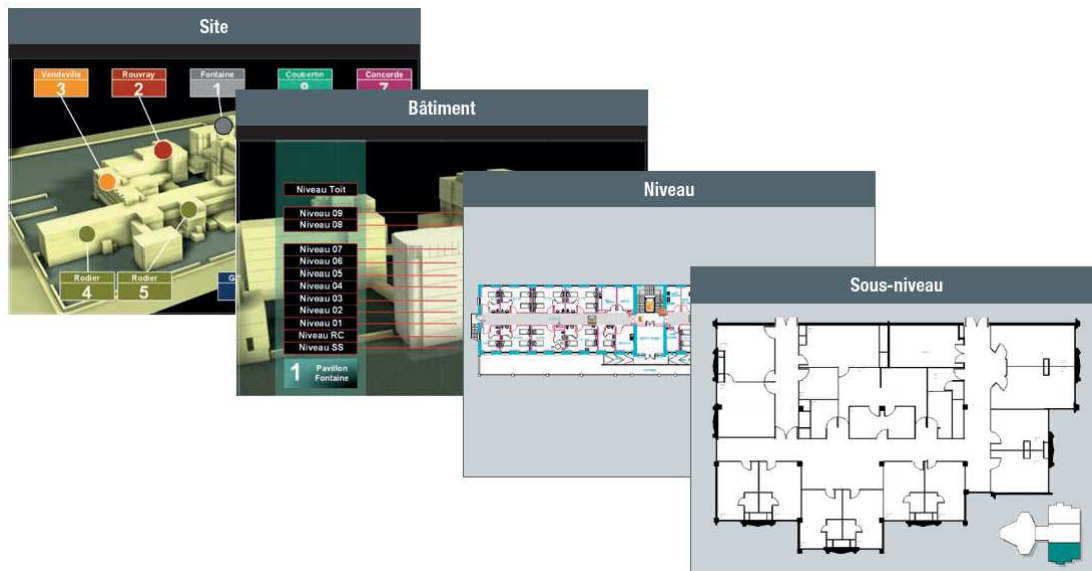 Site
Vendeville
3
Rouvray
2
Fontaine
1
Coubertin
8
Concorde
7
Rodier
4
Rodier
5
Bâtiment
Niveau Toit
Niveau 09
Niveau 08
Niveau 07
Niveau 06
Niveau 05
Niveau 04
Niveau 03
Niveau 02
Niveau 01
Niveau RC
Niveau SS
1
Pavillon
Fontaine
Niveau
Sous-niveau